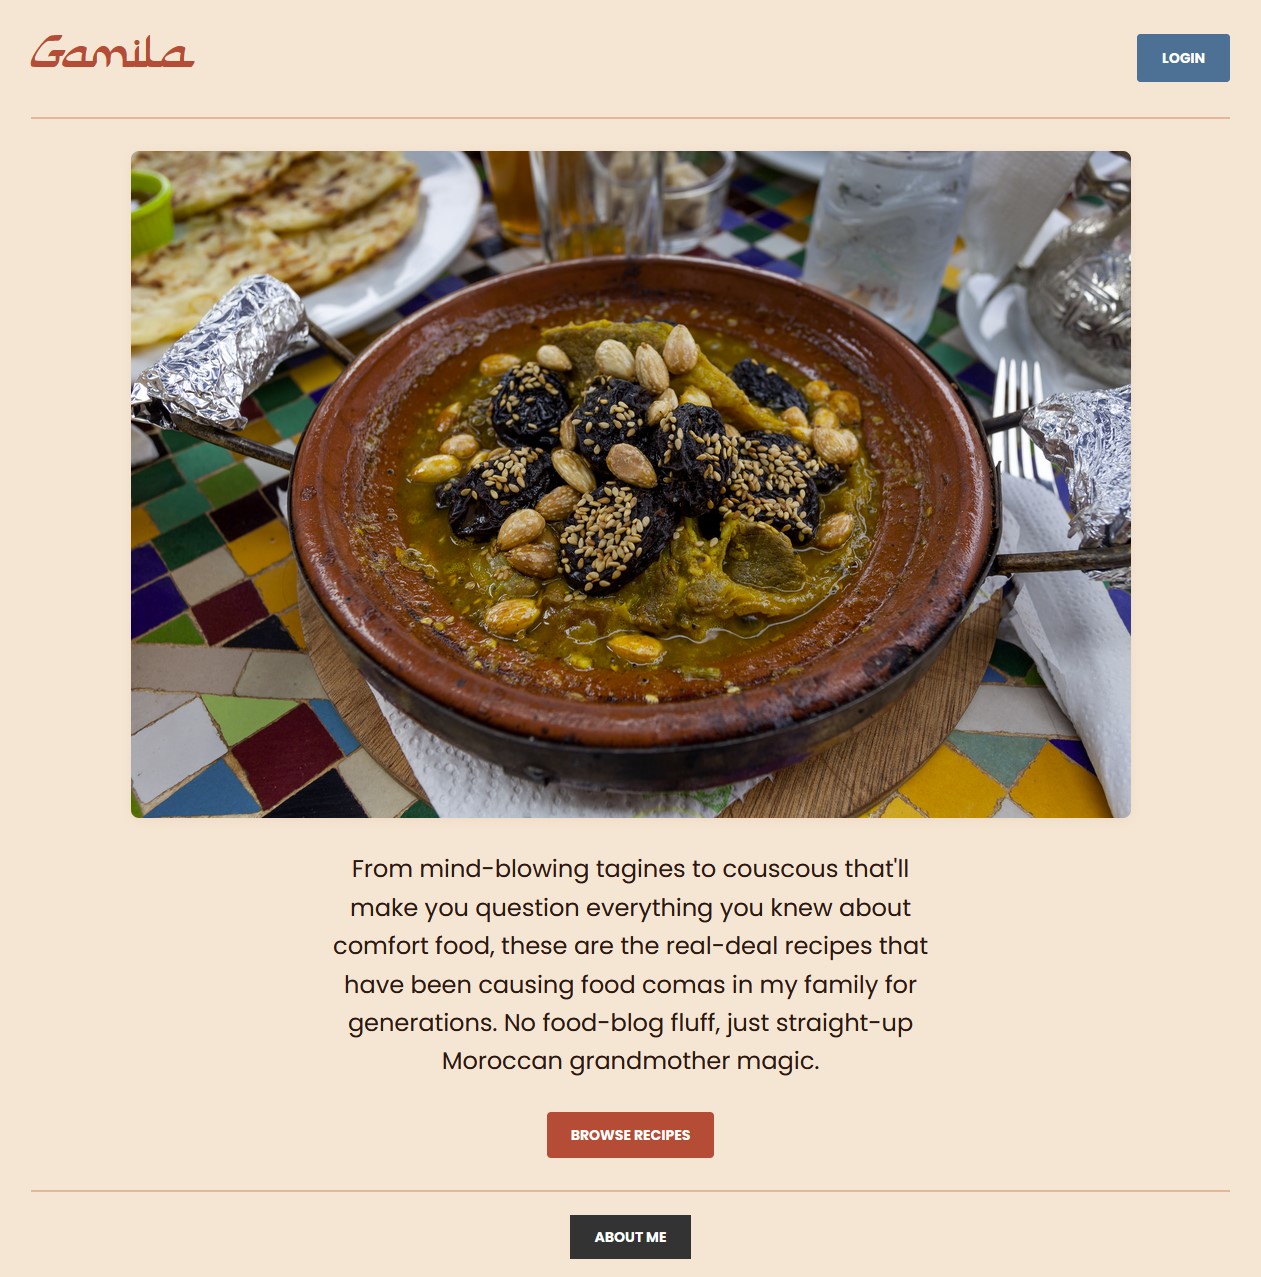 Gamila
LOGIN
From mind-blowing tagines to couscous that'll
make you question everything you knew about
comfort food, these are the real-deal recipes that
have been causing food comas in my family for
generations. No food-blog fluff, just straight-up
Moroccan grandmother magic.
BROWSE RECIPES
ABOUT ME